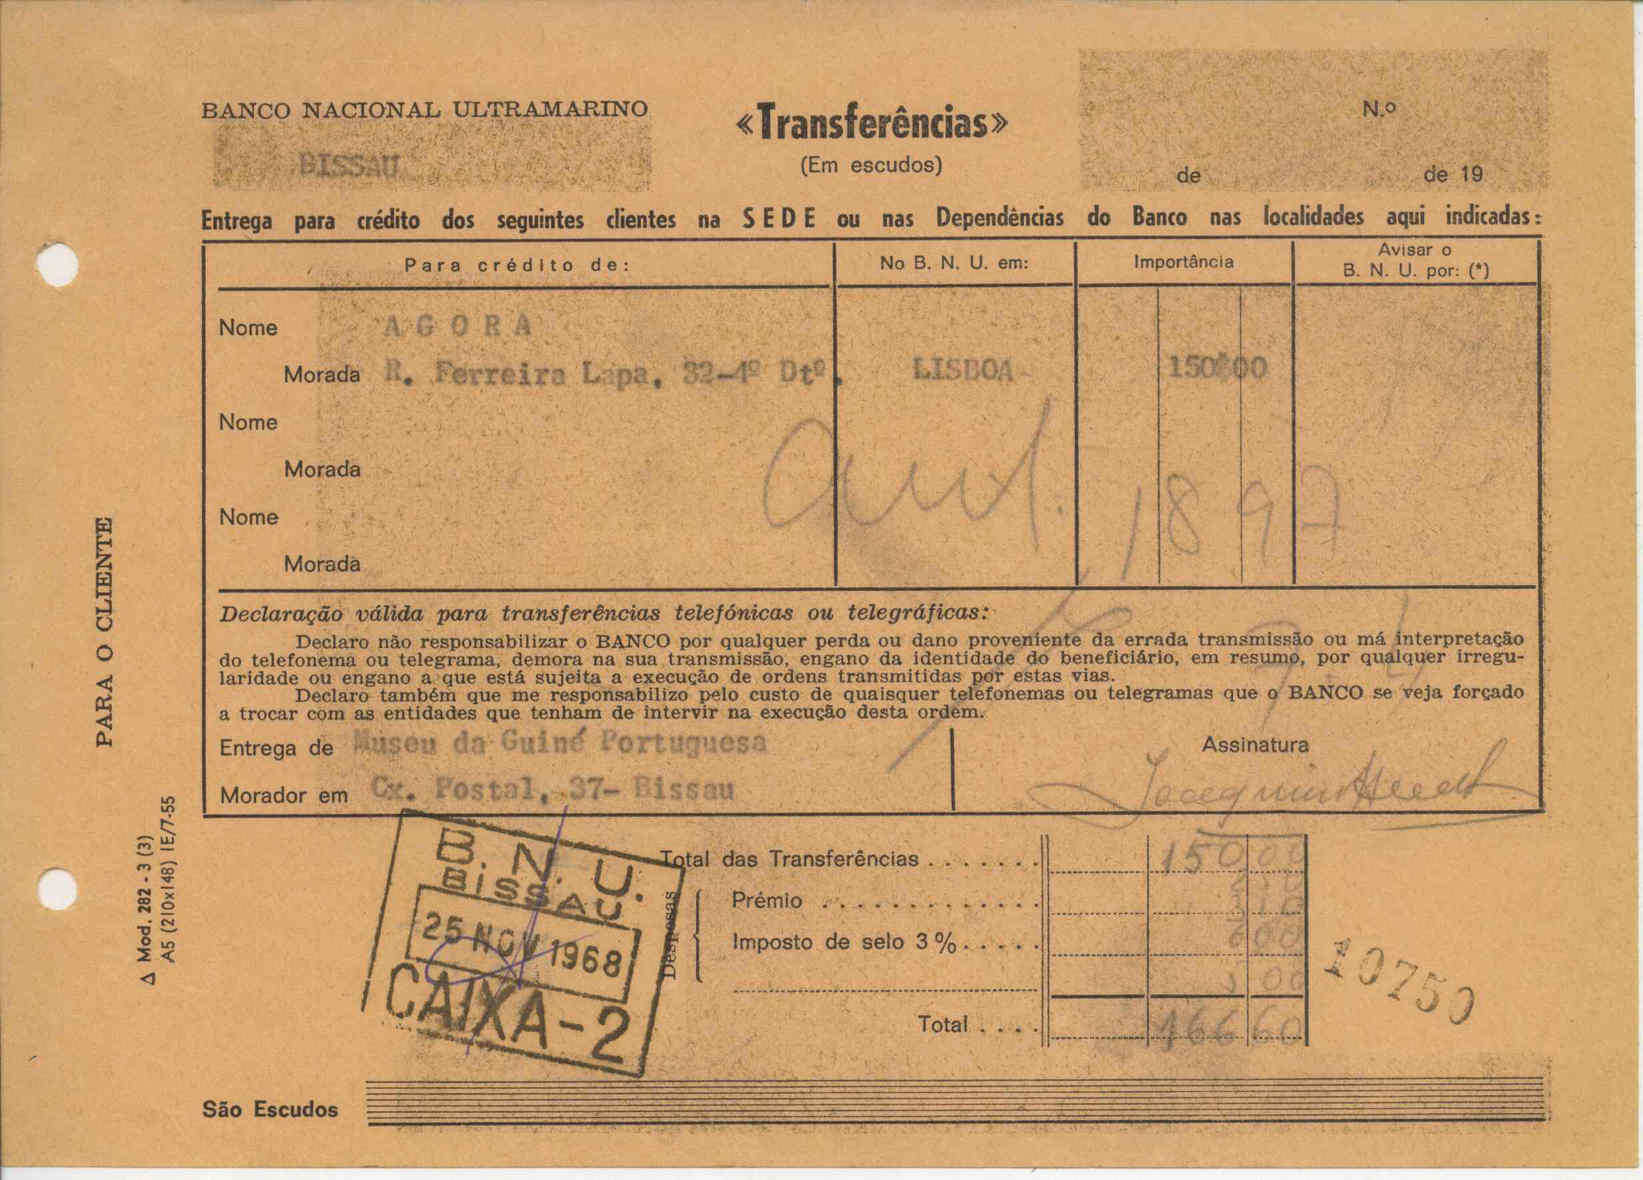 BANCO NACIONAL ULTRAMARINO
BISSAU
«Transferências»
(Em escudos)
N.º
de de 19
Entrega para crédito dos seguintes clientes na SEDE ou nas Dependências do Banco nas localidades aqui indicadas:
Para crédito de: No B. N. U. em: Importância Avisar o
B. N. U. por: (*)
Nome AGORA
Morada R. Ferreira Lapa, 32-4º Dtº. LISBOA 150$00
Nome
Morada
Nome
Morada
aut. 1897
Declaração válida para transferências telefónicas ou telegráficas:
Declaro não responsabilizar o BANCO por qualquer perda ou dano proveniente da errada transmissão ou má interpretação
do telefonema ou telegrama, demora na sua transmissão, engano da identidade do beneficiário, em resumo, por qualquer irregu-
laridade ou engano a que está sujeita a execução de ordens transmitidas por estas vias.
Declaro também que me responsabilizo pelo custo de quaisquer telefonemas ou telegramas que o BANCO se veja forçado
a trocar com as entidades que tenham de intervir na execução desta ordem.
Entrega de Museu da Guiné Portuguesa
Assinatura
Morador em Cx. Postal, 37- Bissau
B. N. U.
BISSAU
25 NOV 1968
CAIXA-2
Total das Transferências . . . . . . . 150 00
Despesas
Prémio . . . . . . . . . . . . .
Imposto de selo 3% . . . . . 600
Total . . . . 166 60
10750
São Escudos
PARA O CLIENTE
Δ Mod. 282 - 3 (3)
A5 (210x148) IE/7-55